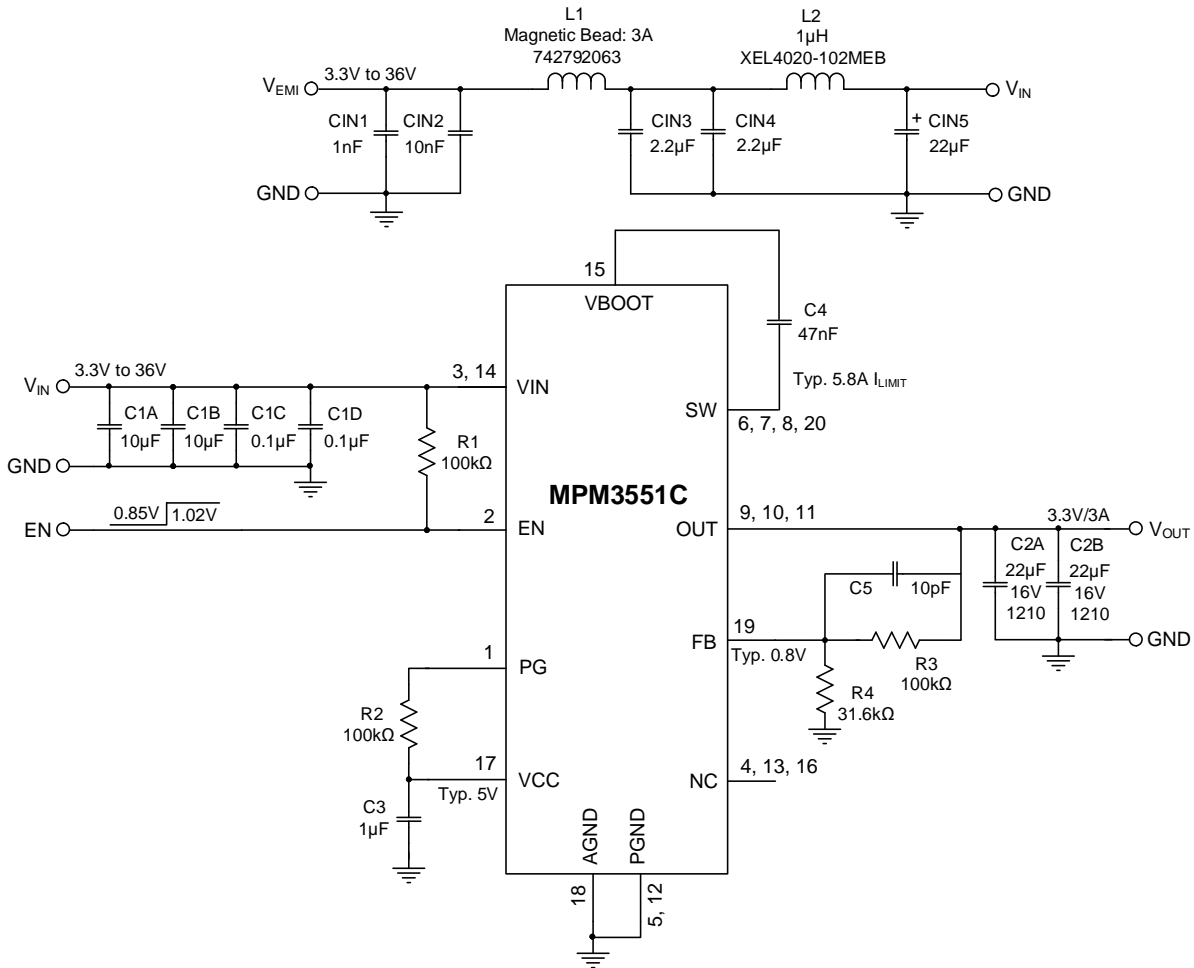 L1
Magnetic Bead: 3A
742792063
L2
1µH
XEL4020-102MEB
VEMI
3.3V to 36V
VIN
CIN1
1nF
CIN2
10nF
CIN3
2.2µF
CIN4
2.2µF
+
CIN5
22µF
GND
GND
15
VBOOT
C4
47nF
VIN
3.3V to 36V
3, 14
VIN
Typ. 5.8A ILIMIT
SW
6, 7, 8, 20
C1A
10µF
C1B
10µF
C1C
0.1µF
C1D
0.1µF
R1
100kΩ
GND
MPM3551C
EN
0.85V
1.02V
2
EN
OUT
9, 10, 11
3.3V/3A
VOUT
C2A
22µF
16V
1210
C2B
22µF
16V
1210
C5
10pF
FB
19
Typ. 0.8V
GND
R3
100kΩ
R4
31.6kΩ
1
PG
R2
100kΩ
17
VCC
Typ. 5V
NC
4, 13, 16
C3
1µF
AGND
PGND
18
5, 12